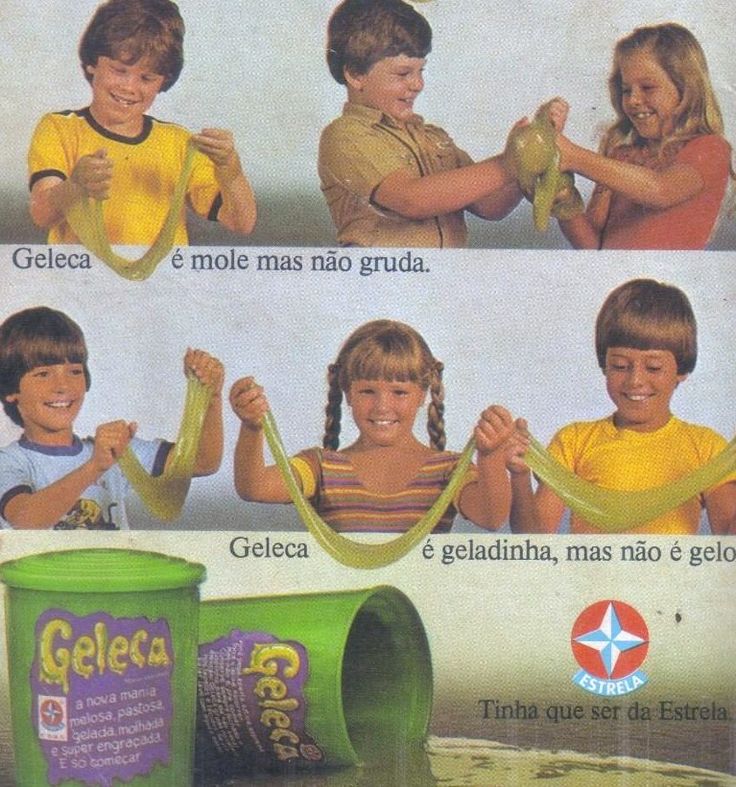 Geleca é mole mas não gruda.
Geleca é geladinha, mas não é gelo
Geleca
a nova mania
melosa, pastosa,
gelada, molhada
e super engraçada.
É só começar
Geleca
ESTRELA
Tinha que ser da Estrela.